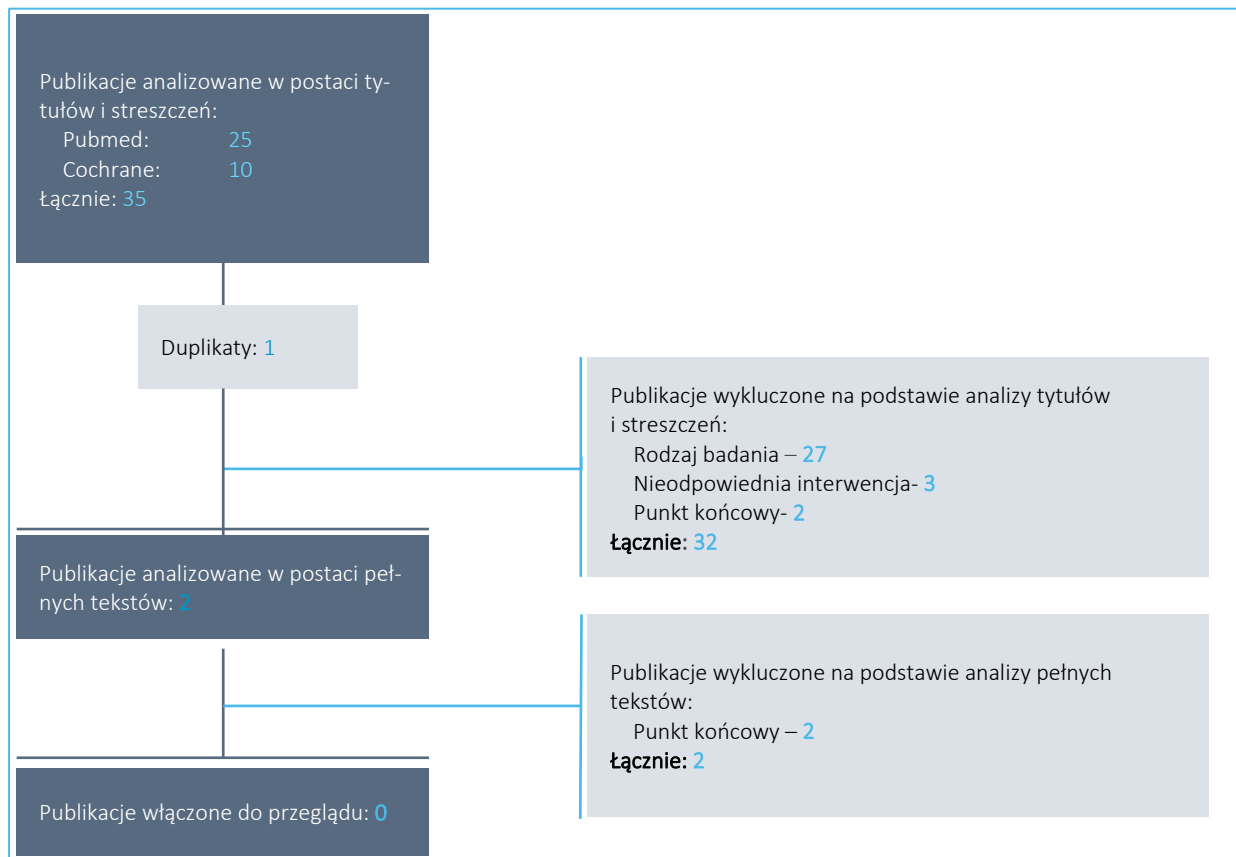 Publikacje analizowane w postaci ty-
tułów i streszczeń:
Pubmed: 25
Cochrane: 10
Łącznie: 35
Duplikaty: 1
Publikacje wykluczone na podstawie analizy tytułów
i streszczeń:
Rodzaj badania – 27
Nieodpowiednia interwencja- 3
Punkt końcowy- 2
Łącznie: 32
Publikacje analizowane w postaci peł-
nych tekstów: 2
Publikacje wykluczone na podstawie analizy pełnych
tekstów:
Punkt końcowy – 2
Łącznie: 2
Publikacje włączone do przeglądu: 0